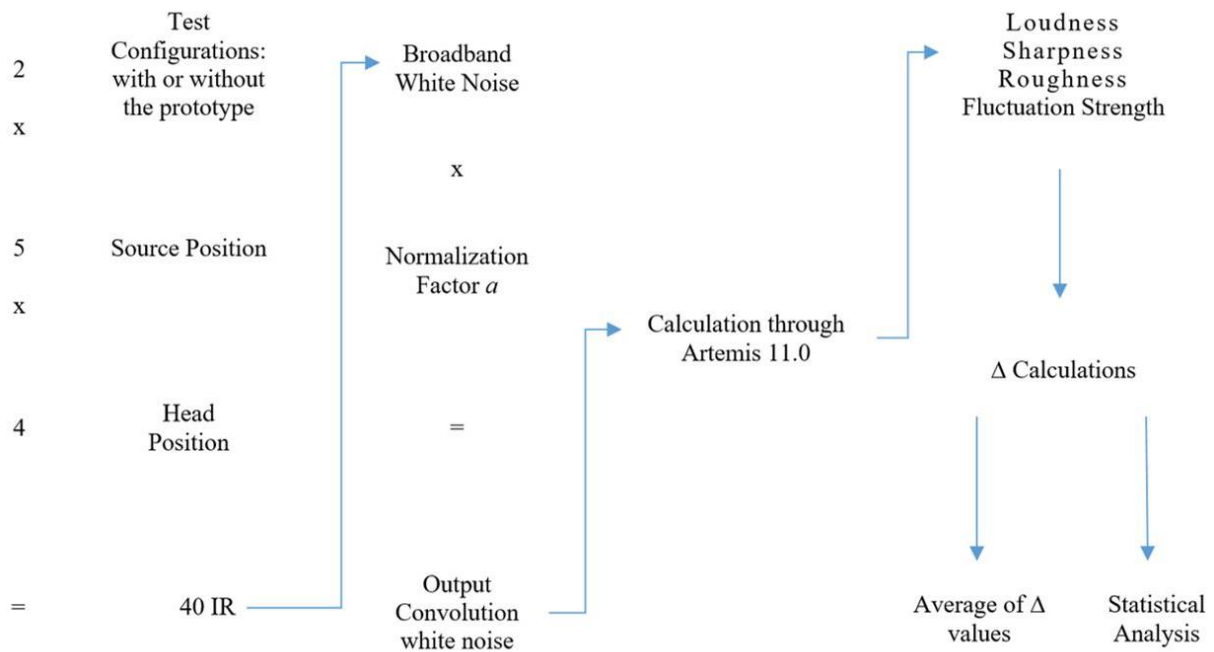 2
Test
Configurations:
with or without
the prototype
x
5
Source Position
x
4
Head
Position
=
40 IR
Broadband
White Noise
x
Normalization
Factor a
=
Output
Convolution
white noise
Calculation through
Artemis 11.0
Loudness
Sharpness
Roughness
Fluctuation Strength
Δ Calculations
Average of Δ
values
Statistical
Analysis